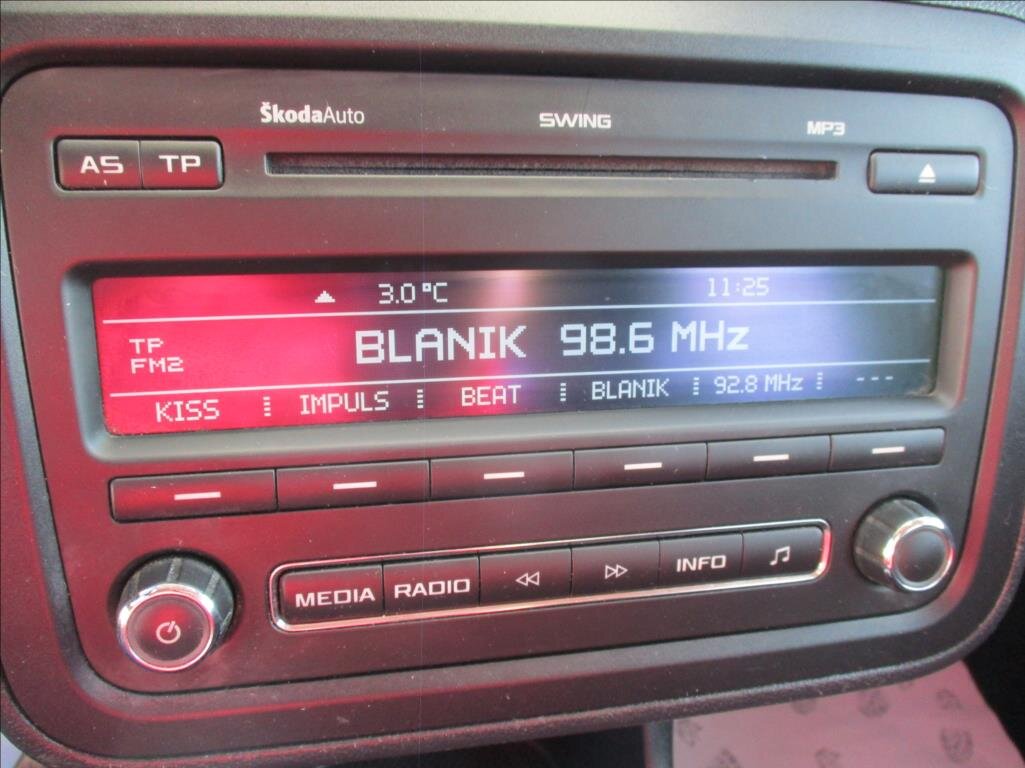 ŠkodaAuto SWING MP3
AS TP
3.0 °C 11:25
TP
FM2
BLANIK 98.6 MHz
KISS IMPULS BEAT BLANIK 92.8 MHz ---
MEDIA RADIO INFO